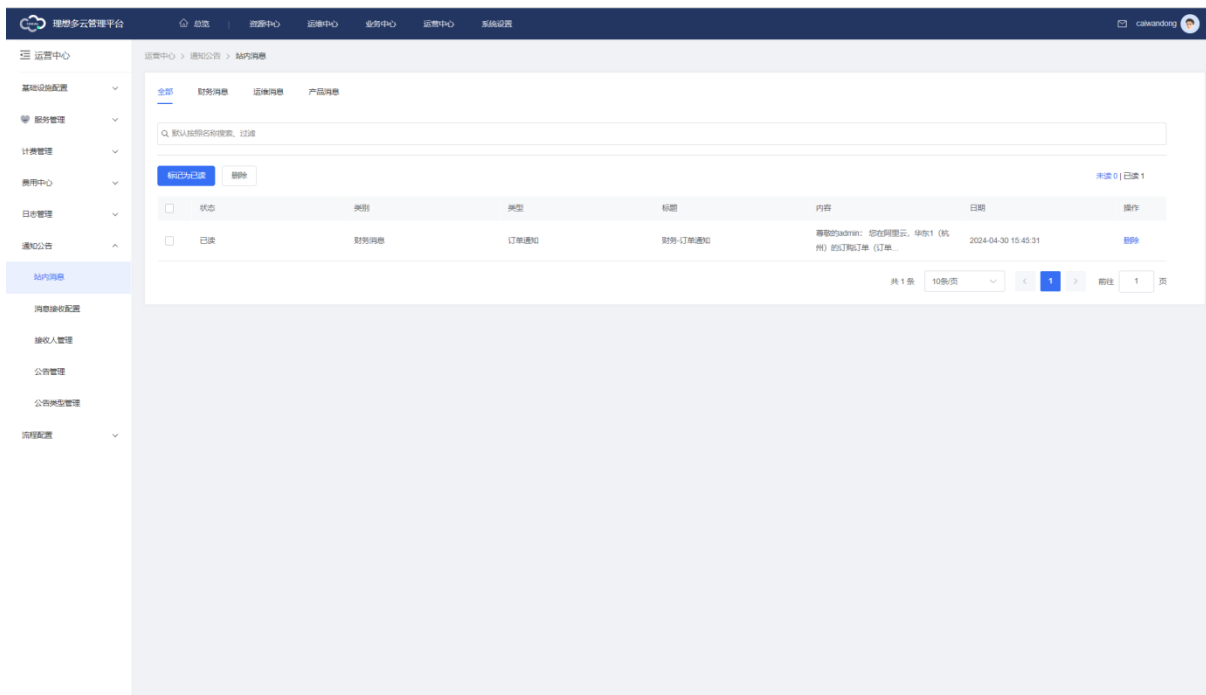 理想多云管理平台 总览 | 资源中心 运维中心 业务中心 运营中心 系统设置 caiwandong
运营中心
运营中心 > 通知公告 > 站内消息
基础设施配置
服务管理
计费管理
费用中心
日志管理
通知公告
站内消息
消息接收配置
接收人管理
公告管理
公告类型管理
流程配置
全部 财务消息 运维消息 产品消息
默认按照名称搜索、过滤
标记为已读 删除 未读 0 | 已读 1
状态 类别 类型 标题 内容 日期 操作
已读 财务消息 订单通知 财务-订单通知 尊敬的admin: 您在阿里云, 华东1 (杭 2024-04-30 15:45:31 删除
州) 的订购订单 (订单...
共 1 条 10条/页 < 1 > 前往 1 页